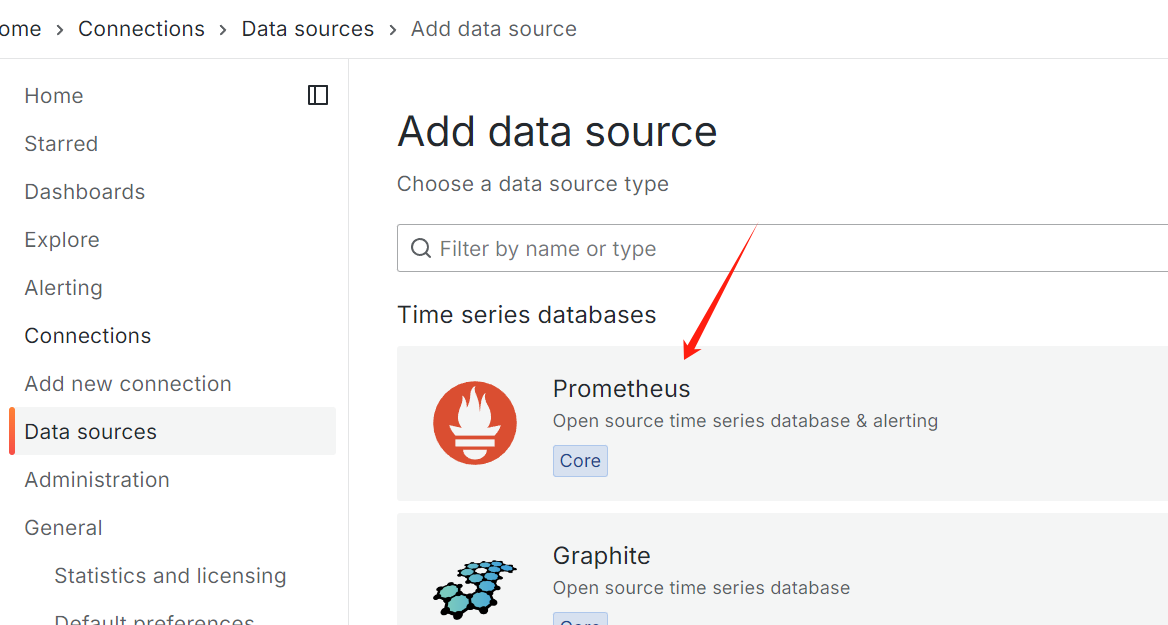 ome › Connections › Data sources › Add data source
Home
Starred
Dashboards
Explore
Alerting
Connections
Add new connection
Data sources
Administration
General
Statistics and licensing
Default preferences
Add data source
Choose a data source type
Filter by name or type
Time series databases
Prometheus
Open source time series database & alerting
Core
Graphite
Open source time series database
Core